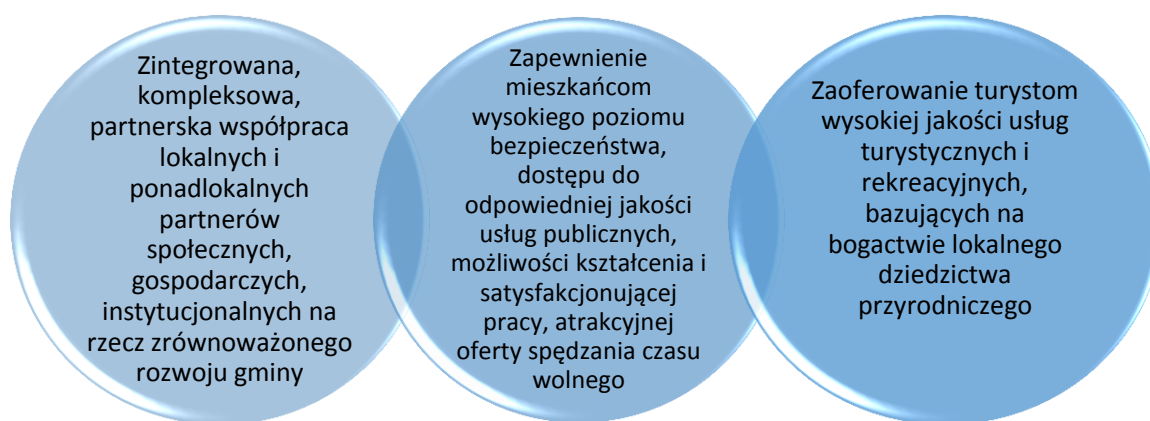 Zintegrowana,
kompleksowa,
partnerska współpraca
lokalnych i
ponadlokalnych
partnerów
społecznych,
gospodarczych,
instytucjonalnych na
rzecz zrównoważonego
rozwoju gminy
Zapewnienie
mieszkańcom
wysokiego poziomu
bezpieczeństwa,
dostępu do
odpowiedniej jakości
usług publicznych,
możliwości kształcenia i
satysfakcjonującej
pracy, atrakcyjnej
oferty spędzania czasu
wolnego
Zaoferowanie turystom
wysokiej jakości usług
turystycznych i
rekreacyjnych,
bazujących na
bogactwie lokalnego
dziedzictwa
przyrodniczego